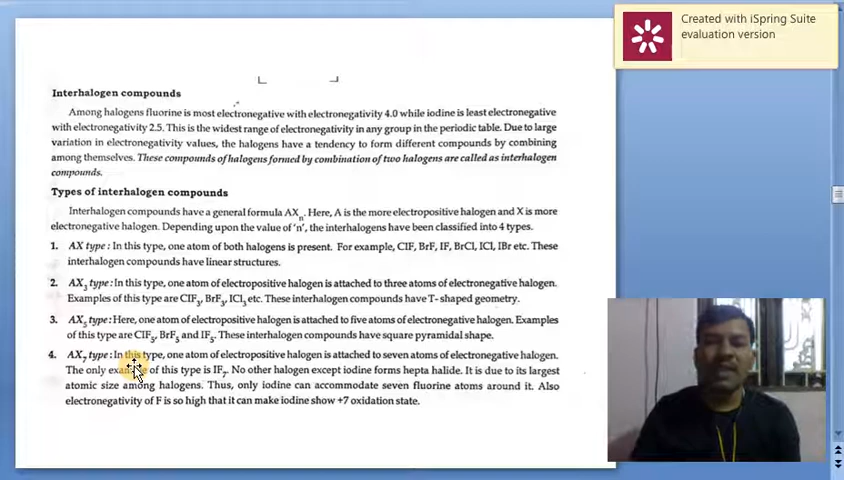 Created with iSpring Suite
evaluation version
Interhalogen compounds
Among halogens fluorine is most electronegative with electronegativity 4.0 while iodine is least electronegative
with electronegativity 2.5. This is the widest range of electronegativity in any group in the periodic table. Due to large
variation in electronegativity values, the halogens have a tendency to form different compounds by combining
among themselves. These compounds of halogens formed by combination of two halogens are called as interhalogen
compounds.
Types of interhalogen compounds
Interhalogen compounds have a general formula AXₙ. Here, A is the more electropositive halogen and X is more
electronegative halogen. Depending upon the value of 'n', the interhalogens have been classified into 4 types.
1. AX type : In this type, one atom of both halogens is present. For example, ClF, BrF, IF, BrCl, ICl, IBr etc. These
interhalogen compounds have linear structures.
2. AX₃ type : In this type, one atom of electropositive halogen is attached to three atoms of electronegative halogen.
Examples of this type are ClF₃, BrF₃, ICl₃ etc. These interhalogen compounds have T-shaped geometry.
3. AX₅ type : Here, one atom of electropositive halogen is attached to five atoms of electronegative halogen. Examples
of this type are ClF₅, BrF₅ and IF₅. These interhalogen compounds have square pyramidal shape.
4. AX₇ type : In this type, one atom of electropositive halogen is attached to seven atoms of electronegative halogen.
The only example of this type is IF₇. No other halogen except iodine forms hepta halide. It is due to its largest
atomic size among halogens. Thus, only iodine can accommodate seven fluorine atoms around it. Also
electronegativity of F is so high that it can make iodine show +7 oxidation state.